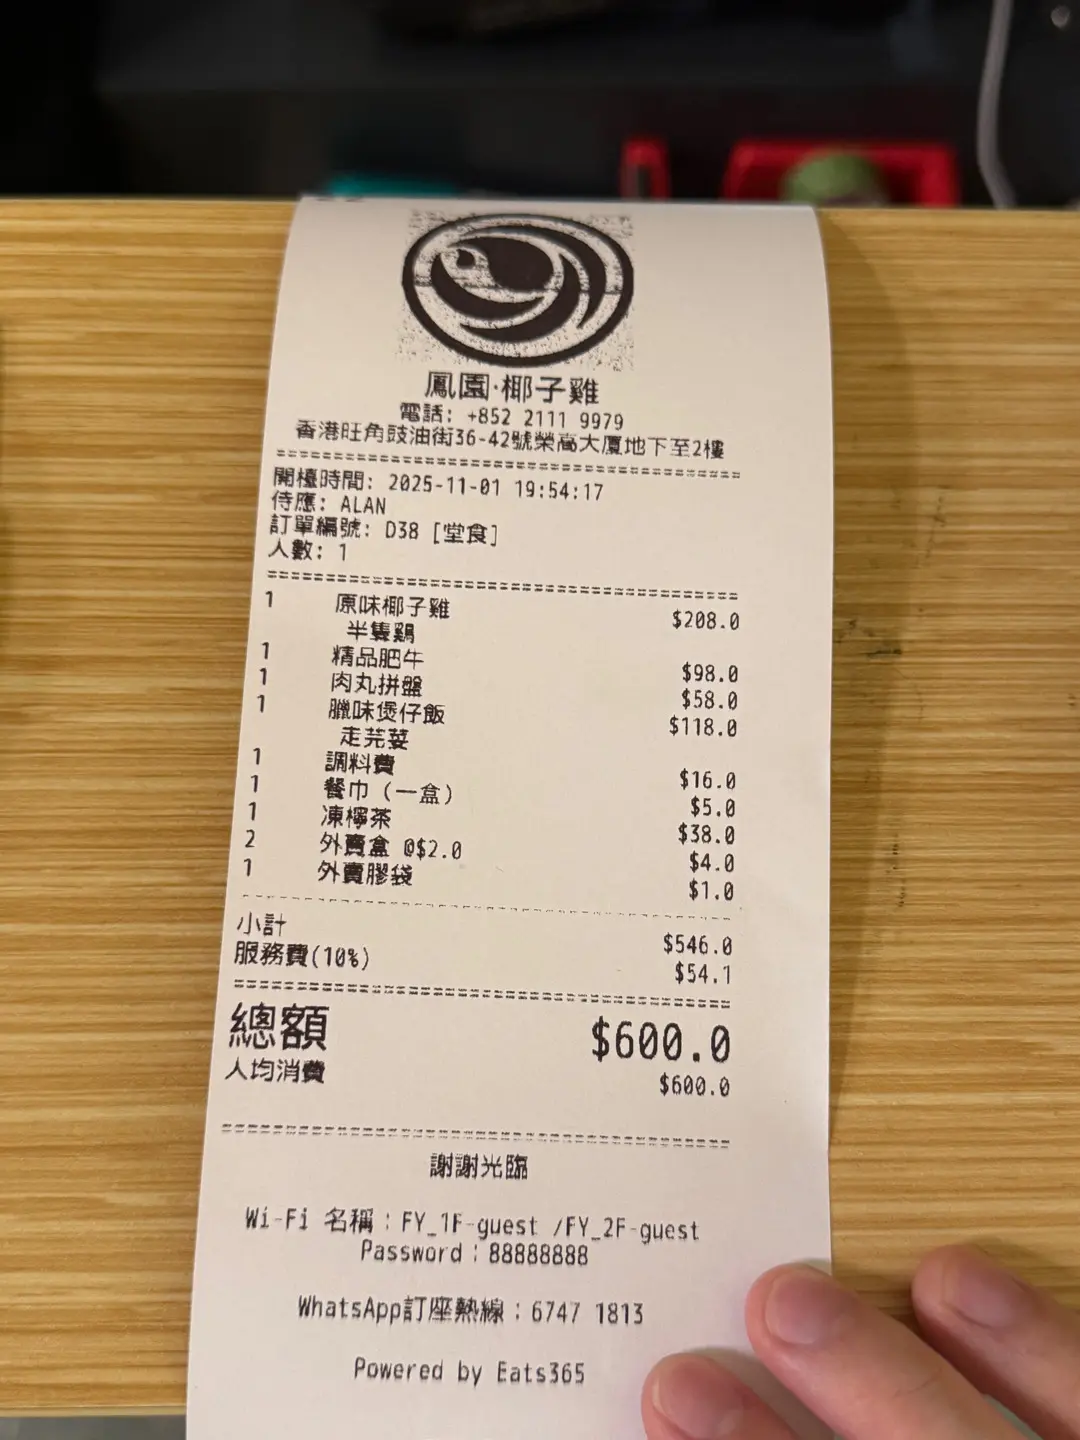 鳳園·椰子雞
電話: +852 2111 9979
香港旺角豉油街36-42號榮高大厦地下至2樓
開檯時間: 2025-11-01 19:54:17
侍應: ALAN
訂單編號: D38 [堂食]
人數: 1
1 原味椰子雞 $208.0
半隻鷄
1 精品肥牛 $98.0
1 肉丸拼盤 $58.0
1 臘味煲仔飯 $118.0
走芫荽
1 調料費 $16.0
1 餐巾（一盒） $5.0
1 凍檸茶 $38.0
2 外賣盒 @$2.0 $4.0
1 外賣膠袋 $1.0
小計 $546.0
服務費(10%) $54.1
總額 $600.0
人均消費 $600.0
謝謝光臨
Wi-Fi 名稱：FY_1F-guest /FY_2F-guest
Password：88888888
WhatsApp訂座熱線：6747 1813
Powered by Eats365